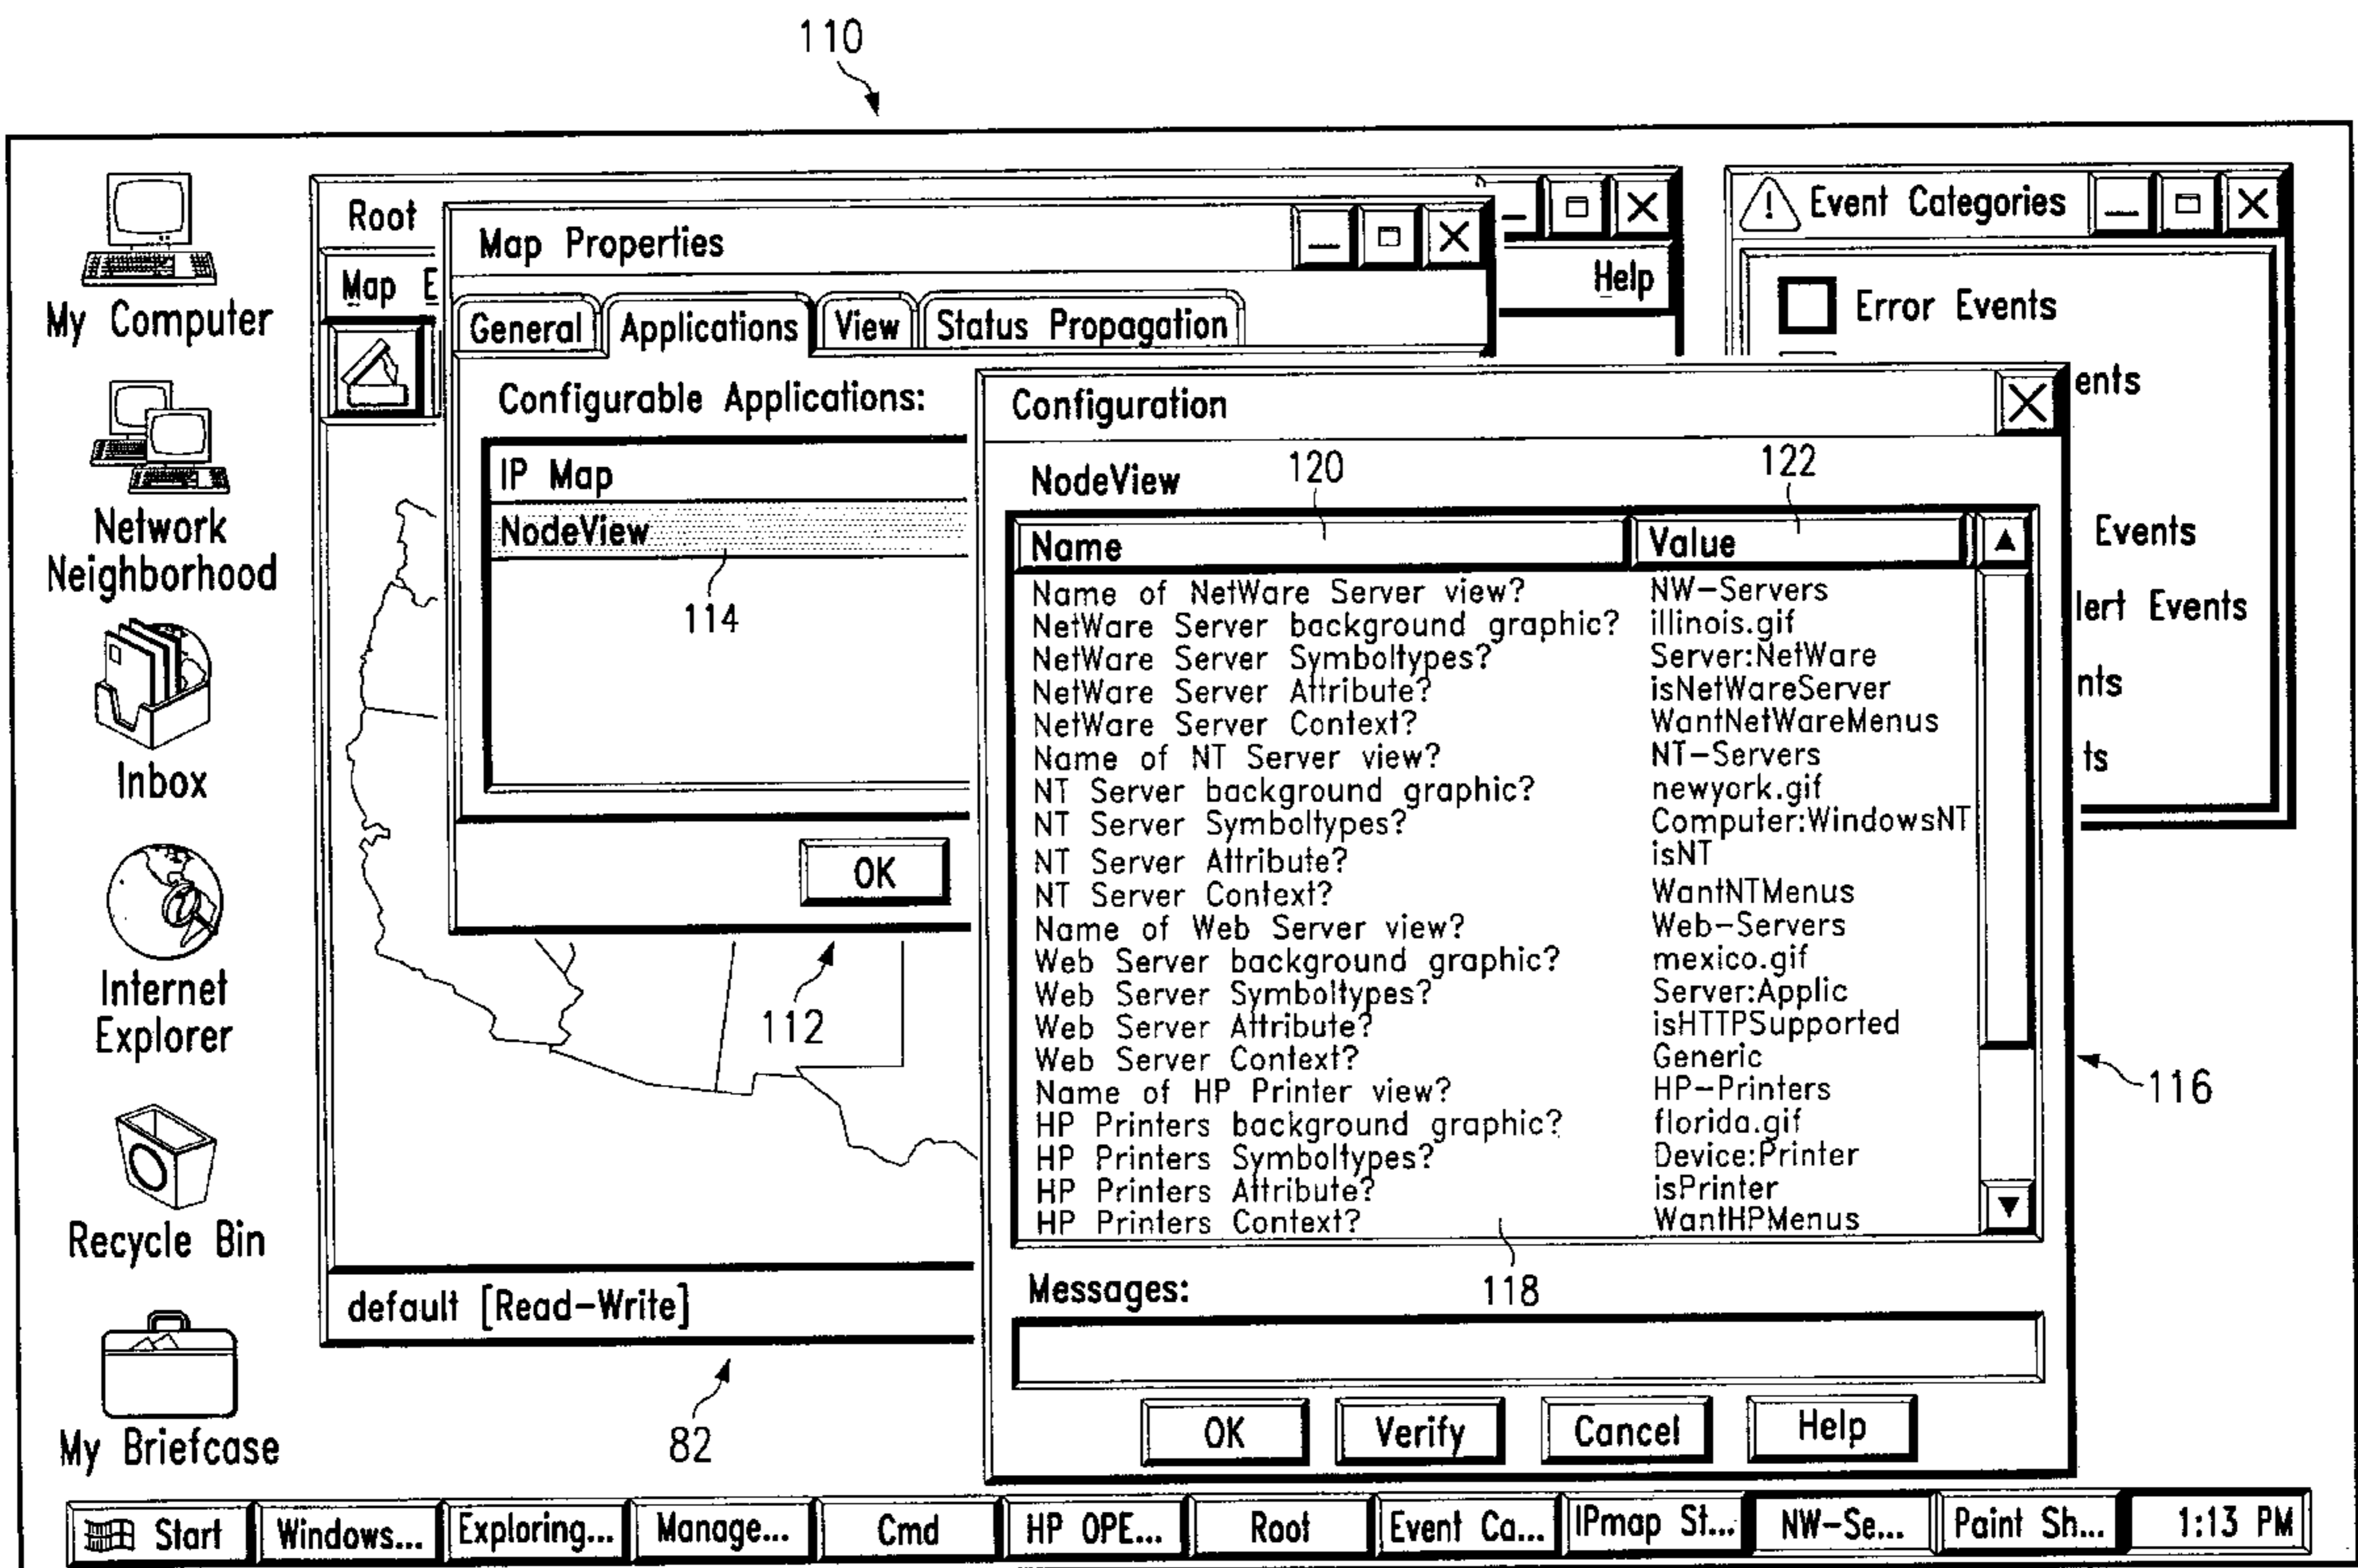 110
My Computer
Network
Neighborhood
Inbox
Internet
Explorer
Recycle Bin
My Briefcase
Root
Map E
Help
Map Properties
General Applications View Status Propagation
Configurable Applications:
IP Map
NodeView
114
OK
112
default [Read-Write]
82
Event Categories
Error Events
ents
Events
lert Events
nts
ts
Configuration
NodeView 120 122
Name Value
Name of NetWare Server view? NW-Servers
NetWare Server background graphic? illinois.gif
NetWare Server Symboltypes? Server:NetWare
NetWare Server Attribute? isNetWareServer
NetWare Server Context? WantNetWareMenus
Name of NT Server view? NT-Servers
NT Server background graphic? newyork.gif
NT Server Symboltypes? Computer:WindowsNT
NT Server Attribute? isNT
NT Server Context? WantNTMenus
Name of Web Server view? Web-Servers
Web Server background graphic? mexico.gif
Web Server Symboltypes? Server:Applic
Web Server Attribute? isHTTPSupported
Web Server Context? Generic
Name of HP Printer view? HP-Printers
HP Printers background graphic? florida.gif
HP Printers Symboltypes? Device:Printer
HP Printers Attribute? isPrinter
HP Printers Context? WantHPMenus
116
118
Messages:
OK Verify Cancel Help
Start Windows... Exploring... Manage... Cmd HP OPE... Root Event Ca... IPmap St... NW-Se... Paint Sh... 1:13 PM